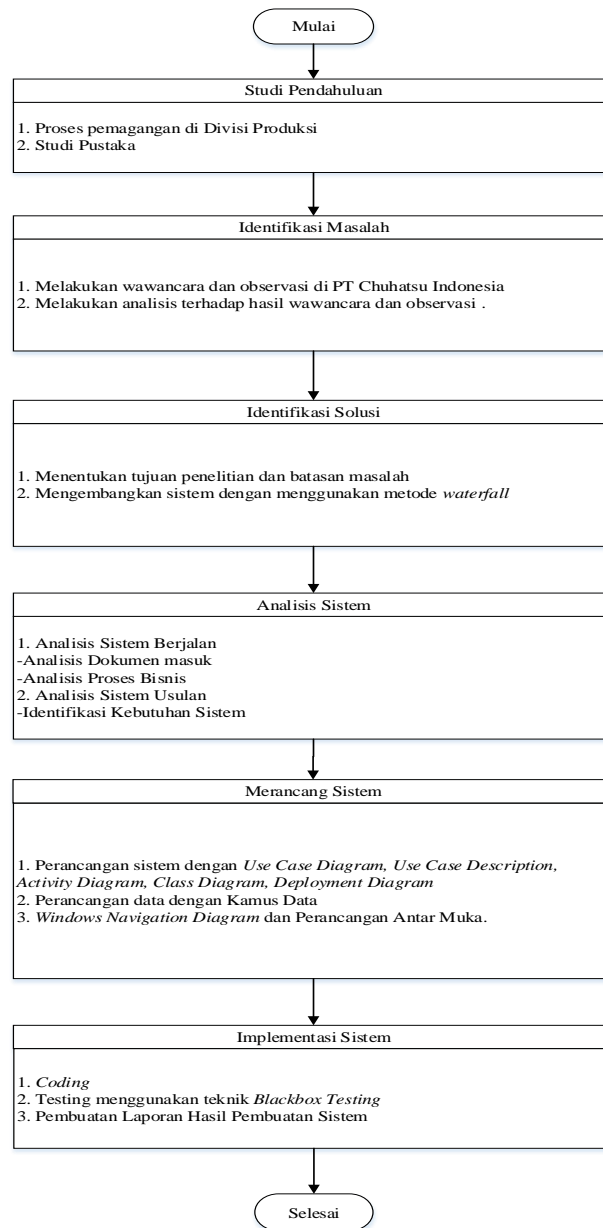 Mulai
Studi Pendahuluan
1. Proses pemagangan di Divisi Produksi
2. Studi Pustaka
Identifikasi Masalah
1. Melakukan wawancara dan observasi di PT Chuhatsu Indonesia
2. Melakukan analisis terhadap hasil wawancara dan observasi .
Identifikasi Solusi
1. Menentukan tujuan penelitian dan batasan masalah
2. Mengembangkan sistem dengan menggunakan metode waterfall
Analisis Sistem
1. Analisis Sistem Berjalan
-Analisis Dokumen masuk
-Analisis Proses Bisnis
2. Analisis Sistem Usulan
-Identifikasi Kebutuhan Sistem
Merancang Sistem
1. Perancangan sistem dengan Use Case Diagram, Use Case Description,
Activity Diagram, Class Diagram, Deployment Diagram
2. Perancangan data dengan Kamus Data
3. Windows Navigation Diagram dan Perancangan Antar Muka.
Implementasi Sistem
1. Coding
2. Testing menggunakan teknik Blackbox Testing
3. Pembuatan Laporan Hasil Pembuatan Sistem
Selesai